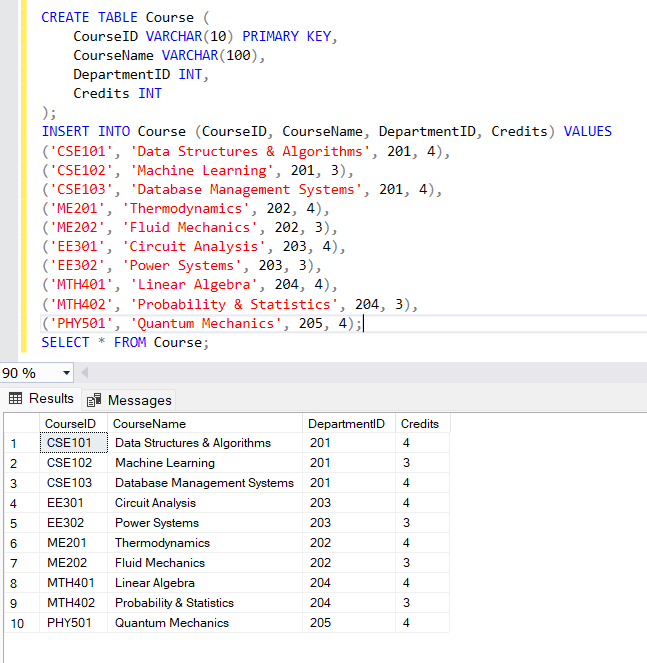 CREATE TABLE Course (
    CourseID VARCHAR(10) PRIMARY KEY,
    CourseName VARCHAR(100),
    DepartmentID INT,
    Credits INT
);
INSERT INTO Course (CourseID, CourseName, DepartmentID, Credits) VALUES
('CSE101', 'Data Structures & Algorithms', 201, 4),
('CSE102', 'Machine Learning', 201, 3),
('CSE103', 'Database Management Systems', 201, 4),
('ME201', 'Thermodynamics', 202, 4),
('ME202', 'Fluid Mechanics', 202, 3),
('EE301', 'Circuit Analysis', 203, 4),
('EE302', 'Power Systems', 203, 3),
('MTH401', 'Linear Algebra', 204, 4),
('MTH402', 'Probability & Statistics', 204, 3),
('PHY501', 'Quantum Mechanics', 205, 4);
SELECT * FROM Course;
90 %
Results Messages
CourseID CourseName DepartmentID Credits
1 CSE101 Data Structures & Algorithms 201 4
2 CSE102 Machine Learning 201 3
3 CSE103 Database Management Systems 201 4
4 EE301 Circuit Analysis 203 4
5 EE302 Power Systems 203 3
6 ME201 Thermodynamics 202 4
7 ME202 Fluid Mechanics 202 3
8 MTH401 Linear Algebra 204 4
9 MTH402 Probability & Statistics 204 3
10 PHY501 Quantum Mechanics 205 4